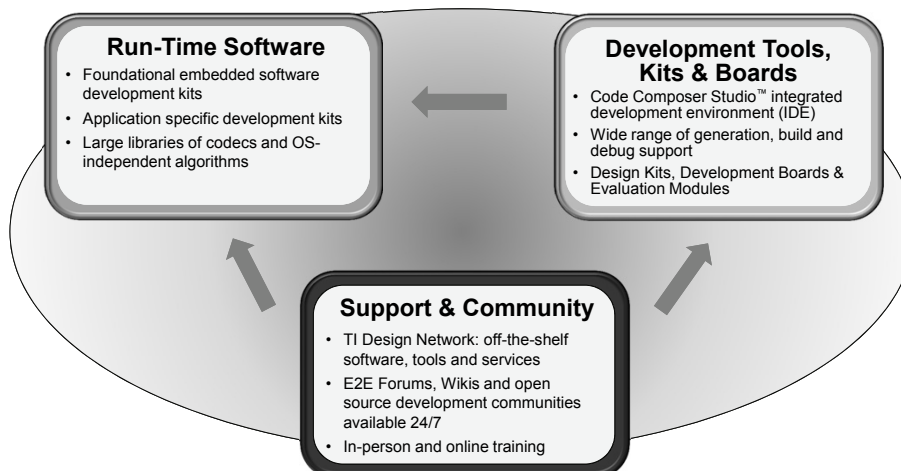 Run-Time Software
• Foundational embedded software
development kits
• Application specific development kits
• Large libraries of codecs and OS-
independent algorithms
Development Tools,
Kits & Boards
• Code Composer Studio™ integrated
development environment (IDE)
• Wide range of generation, build and
debug support
• Design Kits, Development Boards &
Evaluation Modules
Support & Community
• TI Design Network: off-the-shelf
software, tools and services
• E2E Forums, Wikis and open
source development communities
available 24/7
• In-person and online training